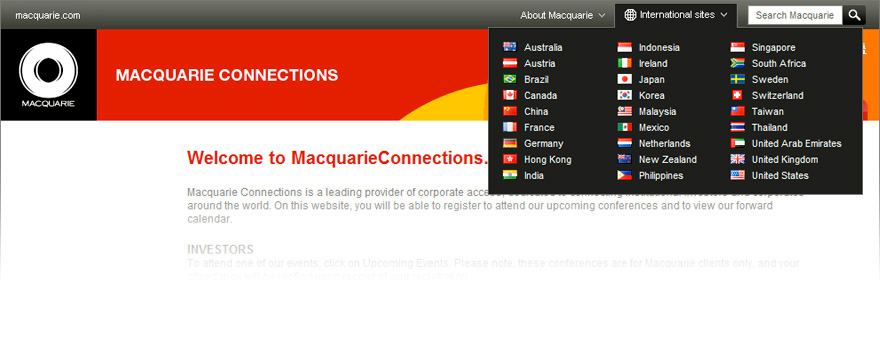 macquarie.com
About Macquarie
International sites
Search Macquarie
MACQUARIE
MACQUARIE CONNECTIONS
Australia
Austria
Brazil
Canada
China
France
Germany
Hong Kong
India
Indonesia
Ireland
Japan
Korea
Malaysia
Mexico
Netherlands
New Zealand
Philippines
Singapore
South Africa
Sweden
Switzerland
Taiwan
Thailand
United Arab Emirates
United Kingdom
United States
Welcome to MacquarieConnections.
Macquarie Connections is a leading provider of corporate access
around the world. On this website, you will be able to register to attend our upcoming conferences and to view our forward
calendar.
INVESTORS
To attend one of our events, click on Upcoming Events. Please note, these conferences are for Macquarie clients only, and your